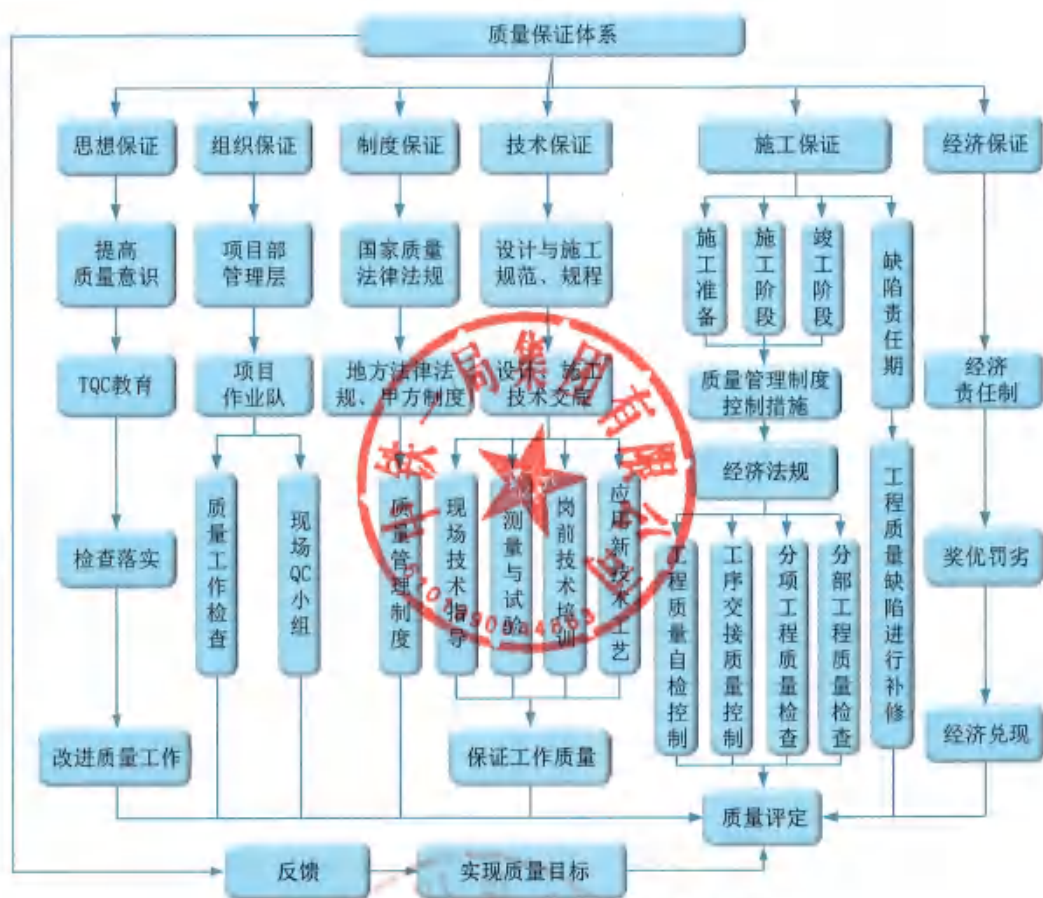 质量保证体系
思想保证
组织保证
制度保证
技术保证
施工保证
经济保证
提高
质量意识
项目部
管理层
国家质量
法律法规
设计与施工
规范、规程
施工准备
施工阶段
竣工阶段
缺陷责任期
TQC教育
项目
作业队
地方法律法
规、甲方制度
设计、施工
技术交底
质量管理制度
控制措施
经济
责任制
经济法规
检查落实
质量工作检查
现场QC小组
质量管理制度
现场技术指导
测量与试验
岗前技术培训
应用新技术工艺
工程质量自检控制
工序交接质量控制
分项工程质量检查
分部工程质量检查
工程质量缺陷进行补修
奖优罚劣
改进质量工作
保证工作质量
经济兑现
质量评定
反馈
实现质量目标
中铁一局集团有限公司